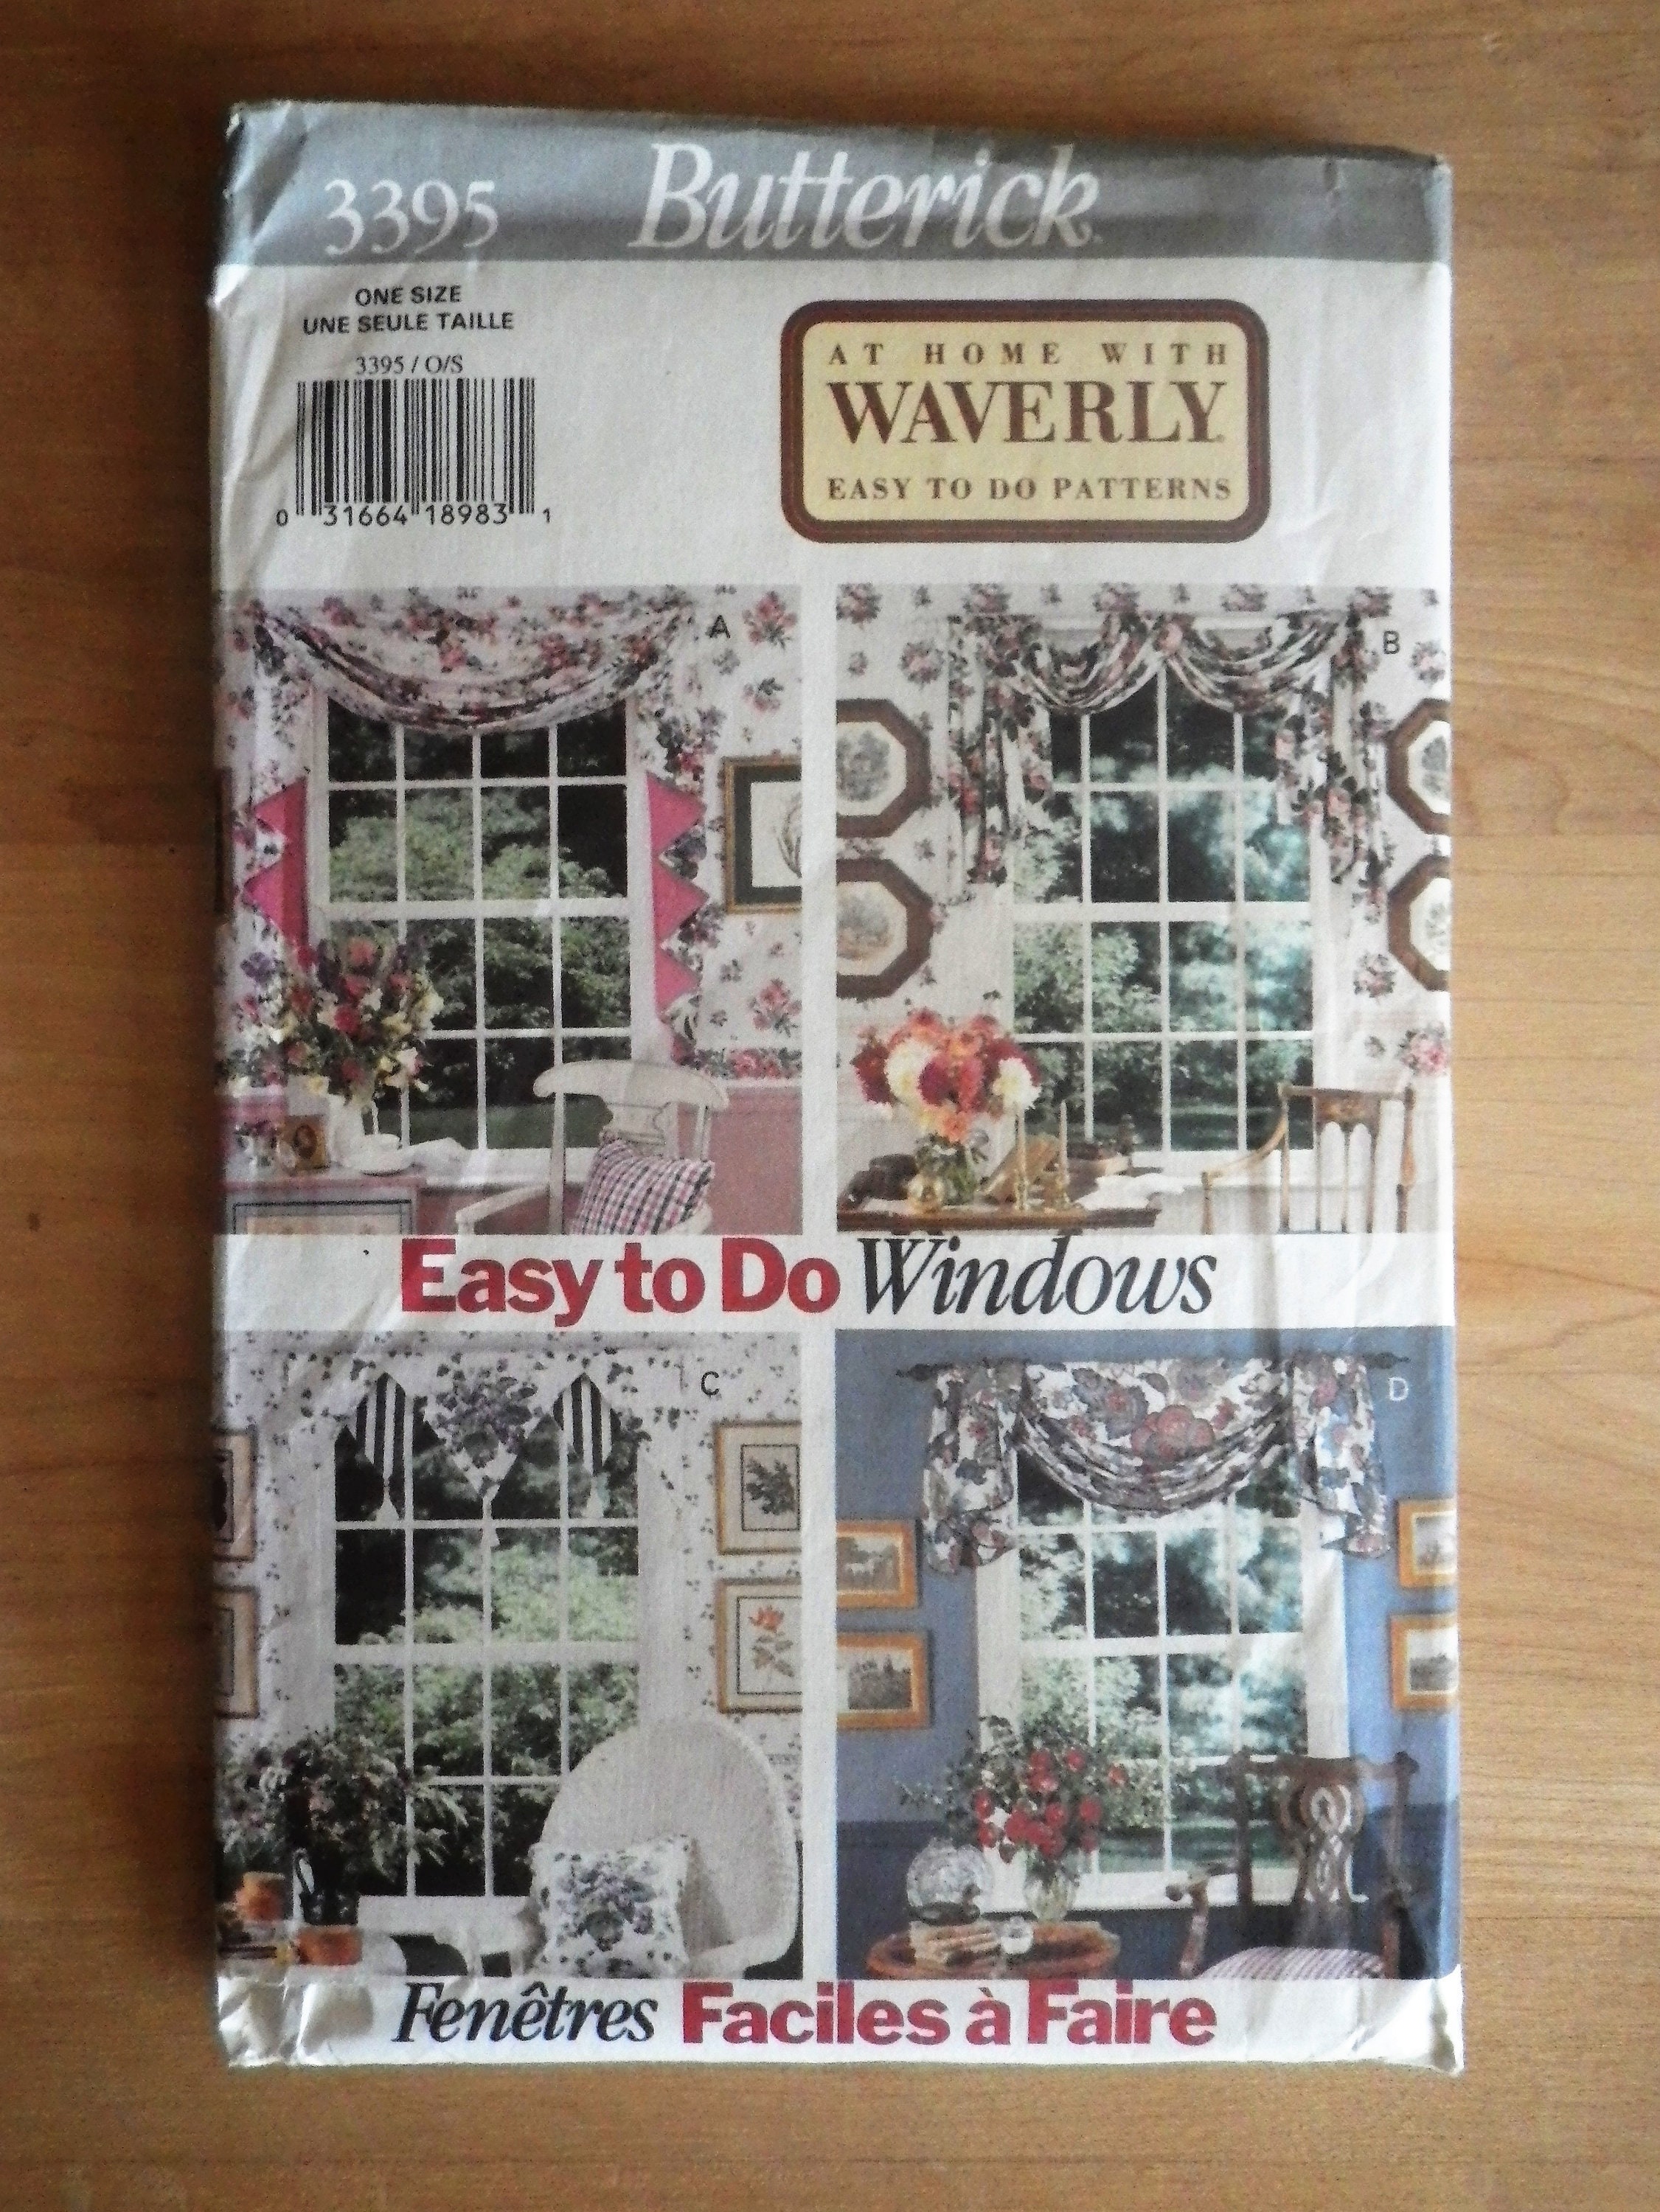 3395 Butterick
ONE SIZE
UNE SEULE TAILLE
3395 / O/S
0 31664 18983 1
AT HOME WITH
WAVERLY
EASY TO DO PATTERNS
A
B
Easy to Do Windows
C
D
Fenêtres Faciles à Faire